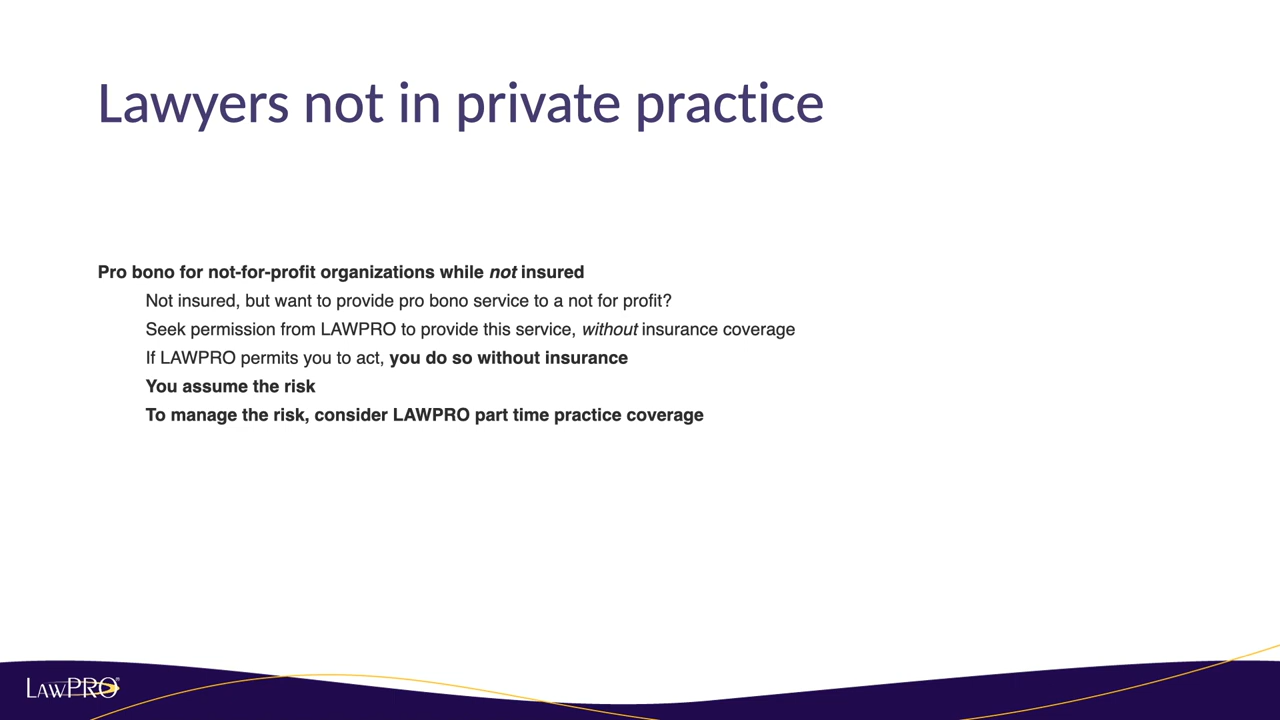 Lawyers not in private practice
Pro bono for not-for-profit organizations while not insured
Not insured, but want to provide pro bono service to a not for profit?
Seek permission from LAWPRO to provide this service, without insurance coverage
If LAWPRO permits you to act, you do so without insurance
You assume the risk
To manage the risk, consider LAWPRO part time practice coverage
LAWPRO®